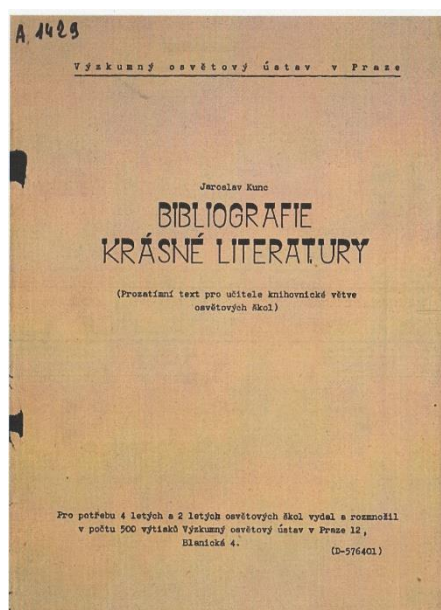 A 1429
Výzkumný osvětový ústav v Praze
Jaroslav Kunc
BIBLIOGRAFIE
KRÁSNÉ LITERATURY
(Prozatímní text pro učitele knihovnické větve
osvětových škol)
Pro potřebu 4 letých a 2 letých osvětových škol vydal a rozmnožil
v počtu 500 výtisků Výzkumný osvětový ústav v Praze 12,
Blanická 4.
(D-576401)